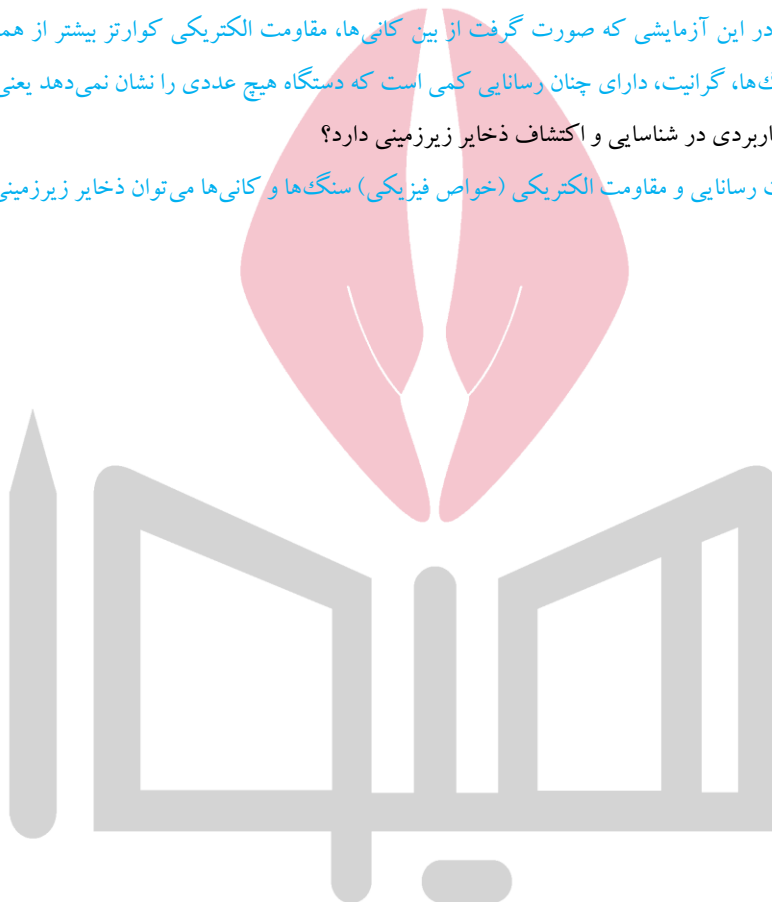 در این آزمایشی که صورت گرفت از بین کانی‌ها، مقاومت الکتریکی کوارتز بیشتر از همه
گ‌ها، گرانیت، دارای چنان رسانایی کمی است که دستگاه هیچ عددی را نشان نمی‌دهد یعنی
اربردی در شناسایی و اکتشاف ذخایر زیرزمینی دارد؟
ت رسانایی و مقاومت الکتریکی (خواص فیزیکی) سنگ‌ها و کانی‌ها می‌توان ذخایر زیرزمینی